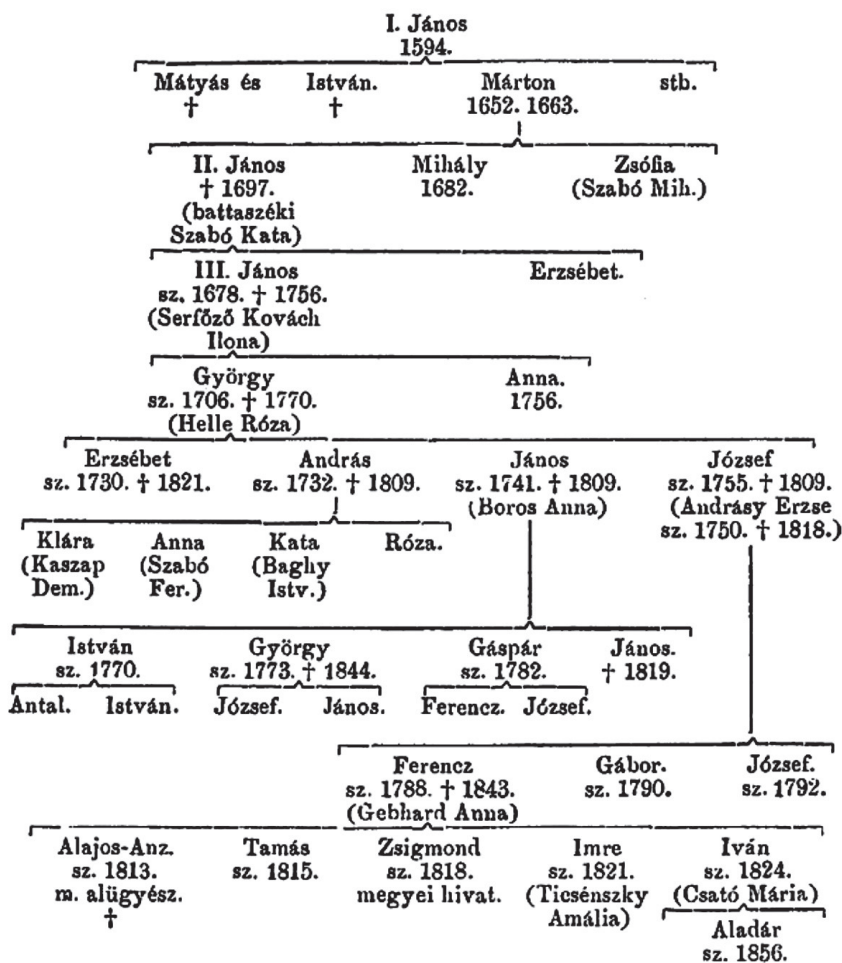 I. János
1594.
Mátyás és István. Márton stb.
† † 1652. 1663.
II. János Mihály Zsófia
† 1697. 1682. (Szabó Mih.)
(battaszéki
Szabó Kata)
III. János Erzsébet.
sz. 1678. † 1756.
(Serfőző Kovách
Ilona)
György Anna.
sz. 1706. † 1770. 1756.
(Helle Róza)
Erzsébet András János József
sz. 1730. † 1821. sz. 1732. † 1809. sz. 1741. † 1809. sz. 1755. † 1809.
(Boros Anna) (Andrásy Erzse
sz. 1750. † 1818.)
Klára Anna Kata Róza.
(Kaszap (Szabó (Baghy
Dem.) Fer.) Istv.)
István György Gáspár János.
sz. 1770. sz. 1773. † 1844. sz. 1782. † 1819.
Antal. István. József. János. Ferencz. József.
Ferencz Gábor. József.
sz. 1788. † 1843. sz. 1790. sz. 1792.
(Gebhard Anna)
Alajos-Anz. Tamás Zsigmond Imre Iván
sz. 1813. sz. 1815. sz. 1818. sz. 1821. sz. 1824.
m. alügyész. megyei hivat. (Ticsénszky (Csató Mária)
† Amália)
Aladár
sz. 1856.